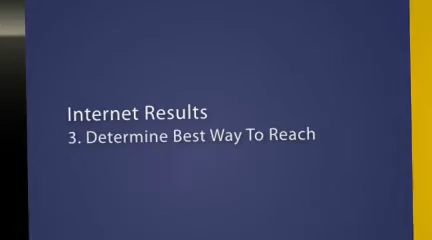 Internet Results
3. Determine Best Way To Reach